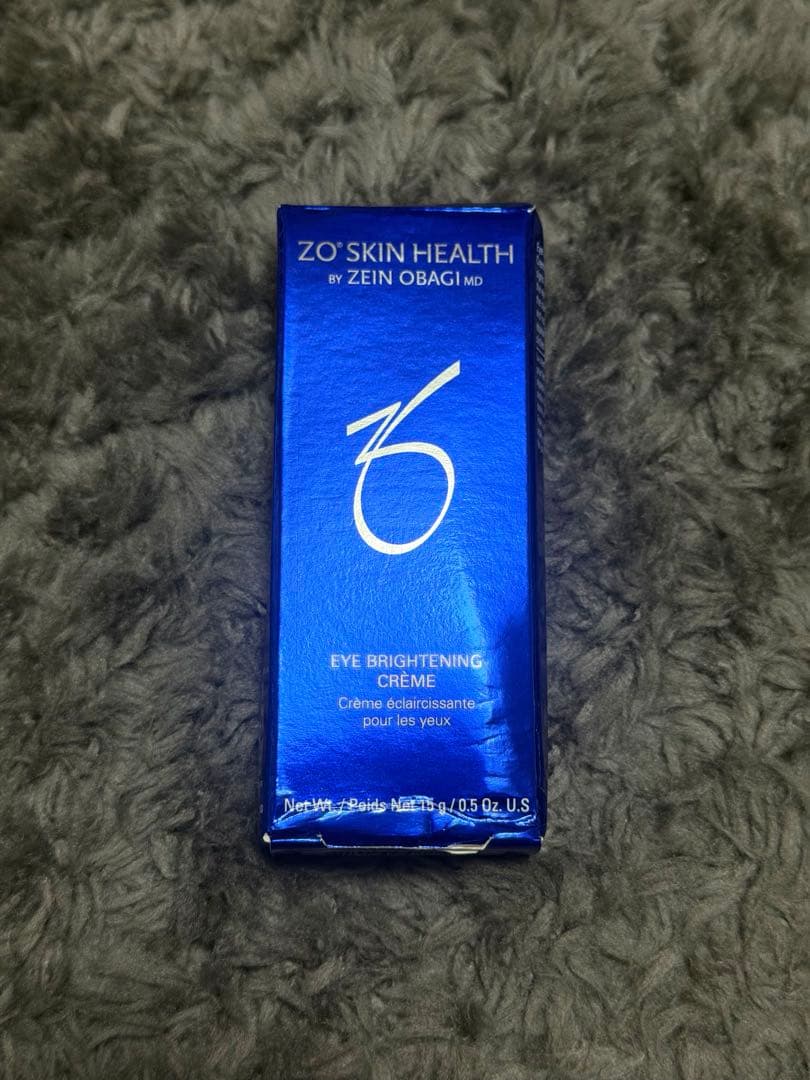 ZO® SKIN HEALTH
BY ZEIN OBAGI MD
EYE BRIGHTENING
CRÈME
Crème éclaircissante
pour les yeux
Net Wt. / Poids Net 15 g / 0.5 Oz. U.S